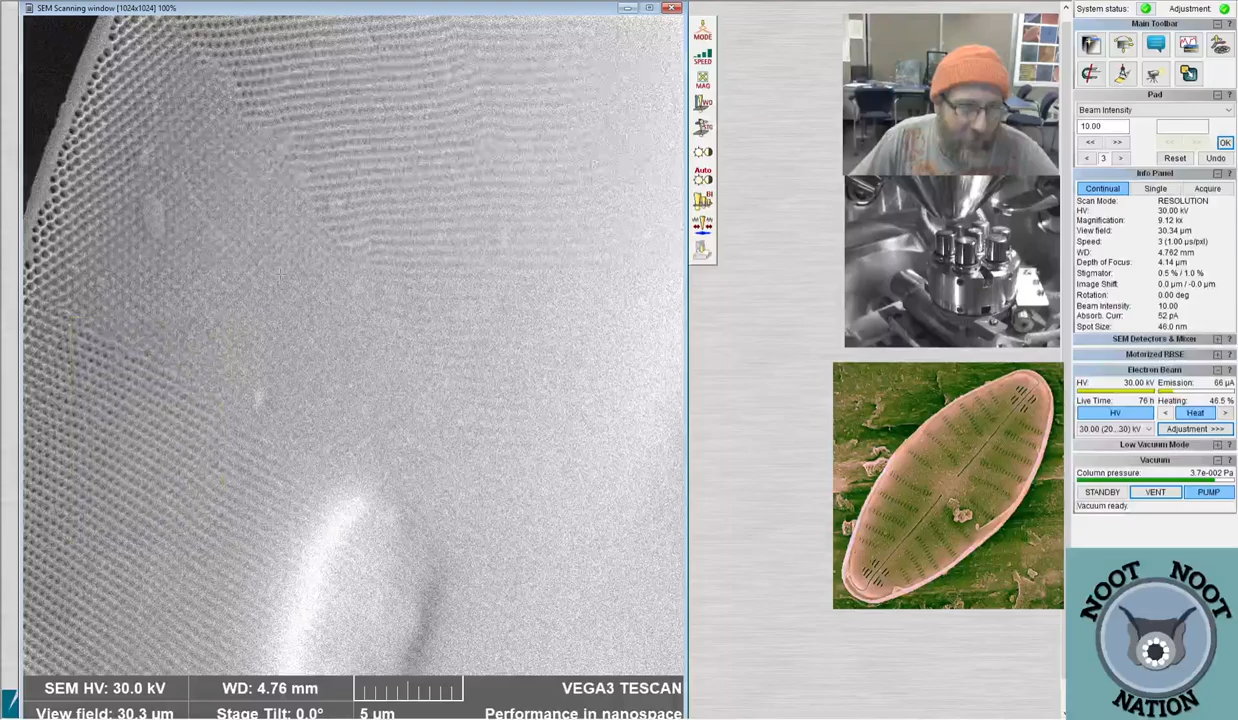 SEM Scanning window [1024x1024] 100%
MODE
SPEED
MAG
WD
Auto
SEM HV: 30.0 kV
WD: 4.76 mm
VEGA3 TESCAN
View field: 30.3 µm
Stage Tilt: 0.0°
5 µm
Performance in nanospace
System status:
Adjustment:
Main Toolbar
Pad
Beam Intensity
10.00
<< >>
<< >>
OK
< 3 >
Reset
Undo
Info Panel
Continual
Single
Acquire
Scan Mode: RESOLUTION
HV: 30.00 kV
Magnification: 9.12 kx
View field: 30.34 µm
Speed: 3 (1.00 µs/pxl)
WD: 4.762 mm
Depth of Focus: 4.14 µm
Stigmator: 0.5 % / 1.0 %
Image Shift: 0.0 µm / -0.0 µm
Rotation: 0.00 deg
Beam Intensity: 10.00
Absorb. Curr: 52 pA
Spot Size: 46.0 nm
SEM Detectors & Mixer
Motorized RBSE
Electron Beam
HV: 30.00 kV Emission: 66 µA
Live Time: 76 h Heating: 46.5 %
HV < Heat >
30.00 (20...30) kV Adjustment >>>
Low Vacuum Mode
Vacuum
Column pressure: 3.7e-002 Pa
STANDBY VENT PUMP
Vacuum ready.
NOOT NOOT
NATION